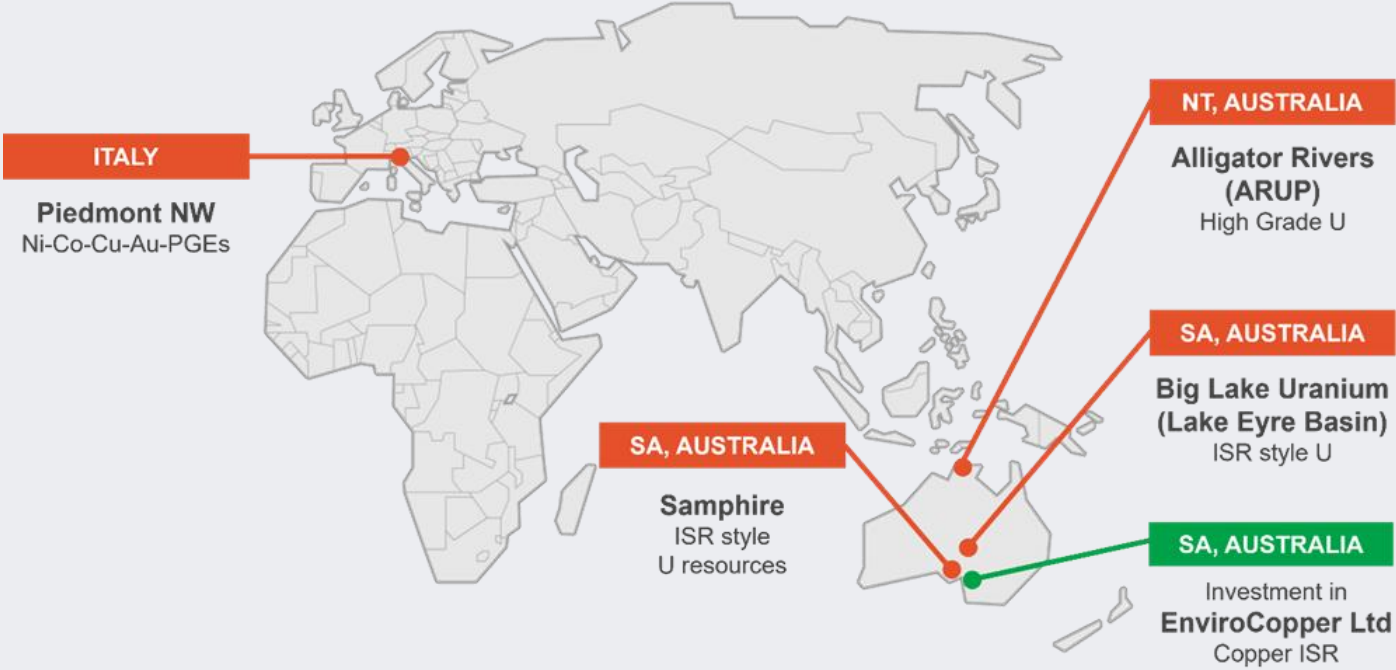 ITALY
Piedmont NW
Ni-Co-Cu-Au-PGEs
SA, AUSTRALIA
Samphire
ISR style
U resources
NT, AUSTRALIA
Alligator Rivers
(ARUP)
High Grade U
SA, AUSTRALIA
Big Lake Uranium
(Lake Eyre Basin)
ISR style U
SA, AUSTRALIA
Investment in
EnviroCopper Ltd
Copper ISR